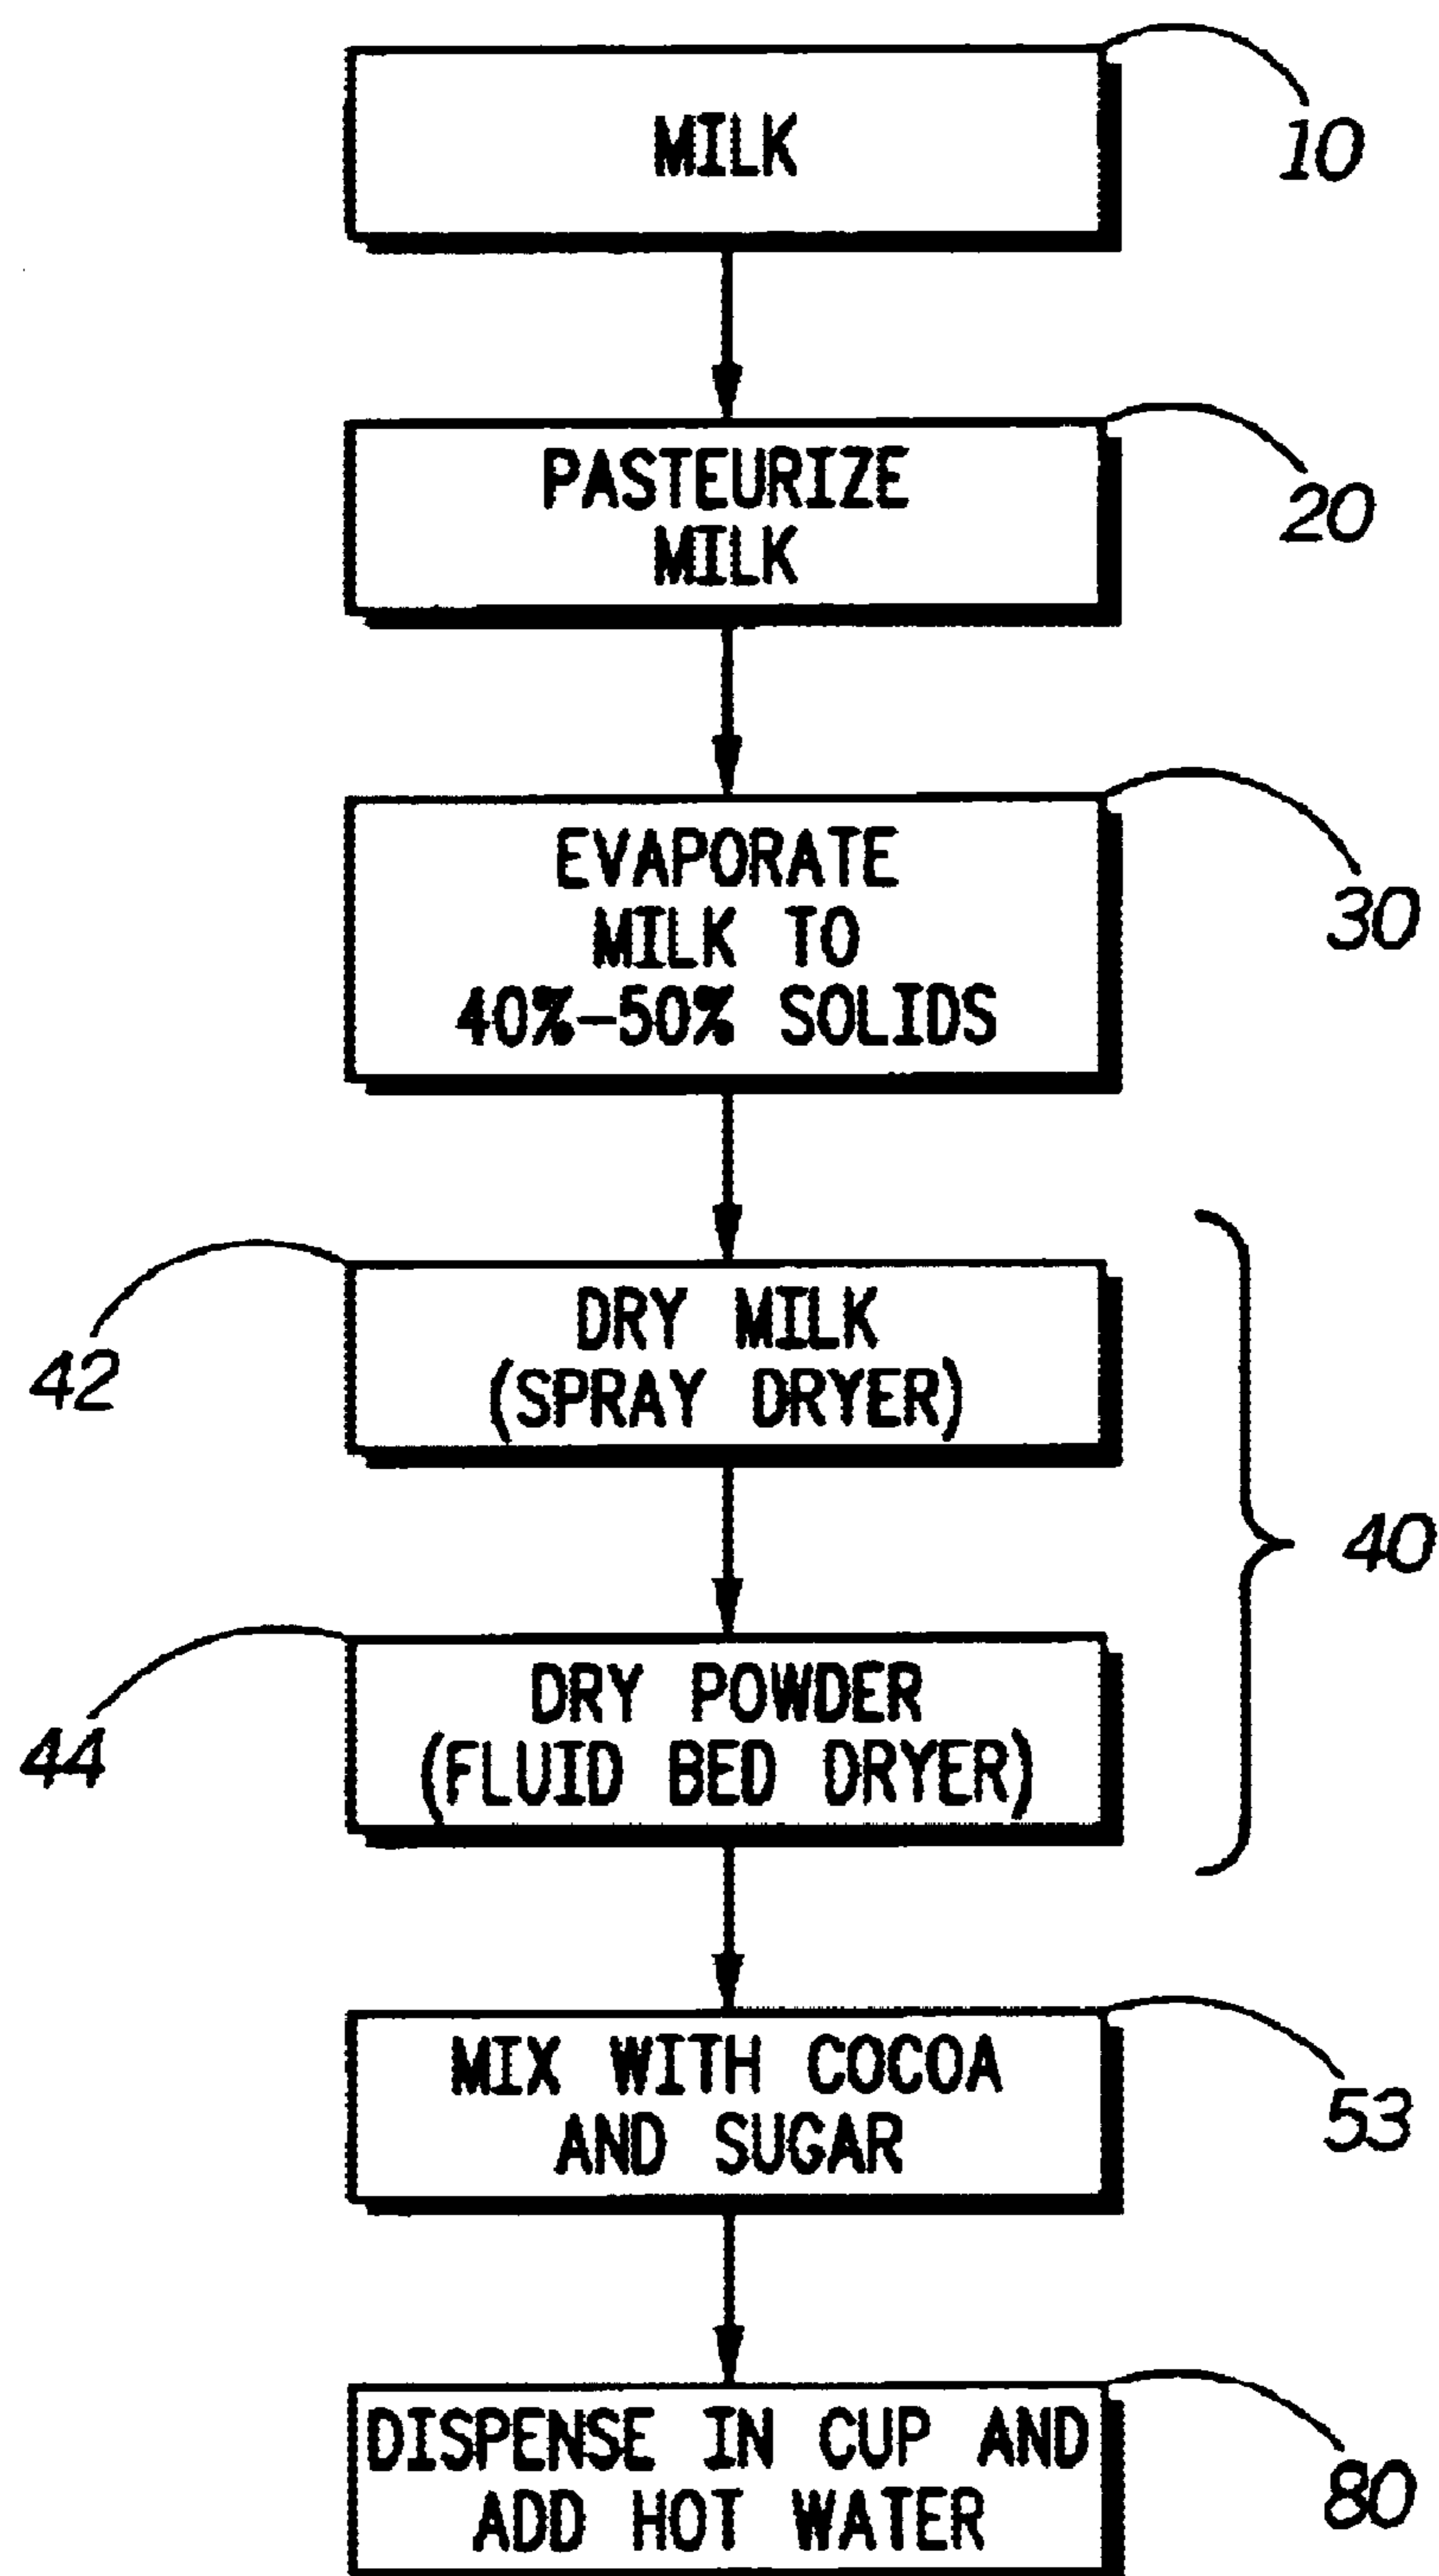 MILK
10
PASTEURIZE
MILK
20
EVAPORATE
MILK TO
40%-50% SOLIDS
30
DRY MILK
(SPRAY DRYER)
42
40
DRY POWDER
(FLUID BED DRYER)
44
MIX WITH COCOA
AND SUGAR
53
DISPENSE IN CUP AND
ADD HOT WATER
80